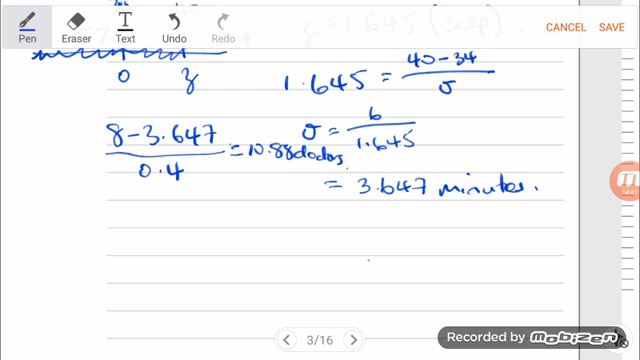 Pen
Eraser
Text
Undo
Redo
CANCEL
SAVE
z = 1.645 (3dp).
0 z
1.645 = 40-34 / σ
σ = 6 / 1.645
8-3.647 / 0.4 = 10.88
= 3.647 minutes.
3/16
Recorded by mobizen